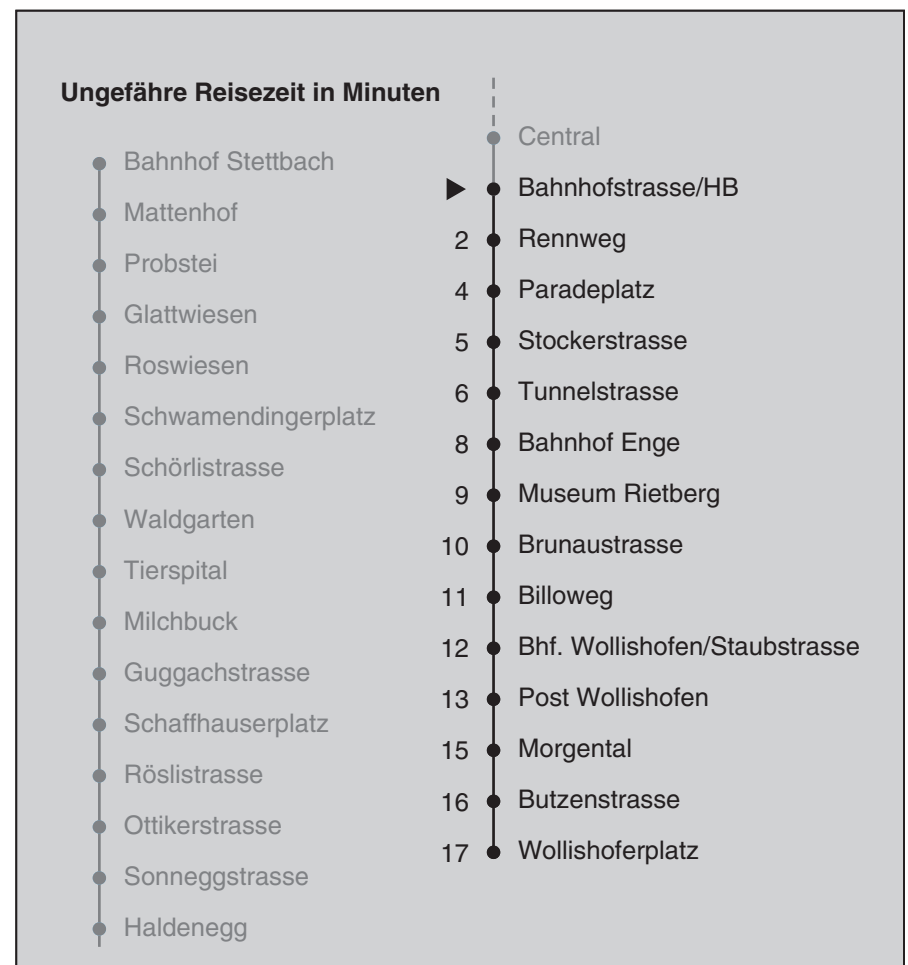 Ungefähre Reisezeit in Minuten
Bahnhof Stettbach
Mattenhof
Probstei
Glattwiesen
Roswiesen
Schwamendingerplatz
Schörlistrasse
Waldgarten
Tierspital
Milchbuck
Guggachstrasse
Schaffhauserplatz
Röslistrasse
Ottikerstrasse
Sonneggstrasse
Haldenegg
Central
Bahnhofstrasse/HB
2 Rennweg
4 Paradeplatz
5 Stockerstrasse
6 Tunnelstrasse
8 Bahnhof Enge
9 Museum Rietberg
10 Brunaustrasse
11 Billoweg
12 Bhf. Wollishofen/Staubstrasse
13 Post Wollishofen
15 Morgental
16 Butzenstrasse
17 Wollishoferplatz